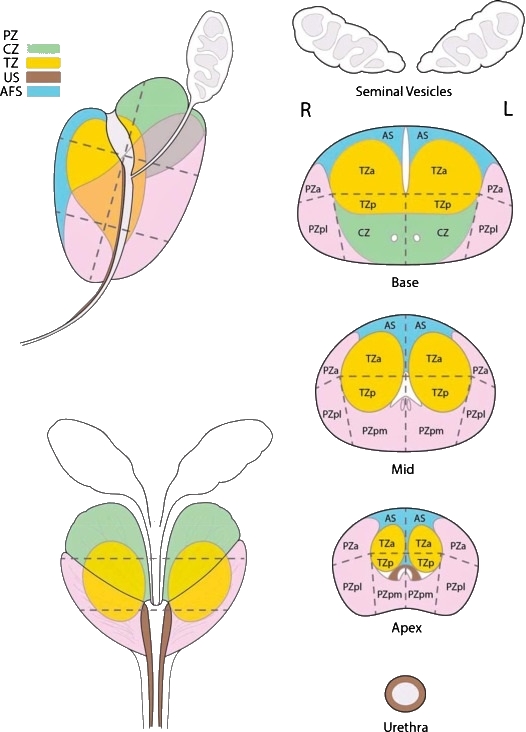 PZ
CZ
TZ
US
AFS
Seminal Vesicles
R L
AS AS
TZa TZa
PZa PZa
TZp TZp
PZpl CZ CZ PZpl
Base
AS AS
TZa TZa
PZa PZa
TZp TZp
PZpl PZpl
PZpm PZpm
Mid
AS AS
PZa TZa TZa PZa
TZp TZp
PZpl PZpl
PZpm PZpm
Apex
Urethra